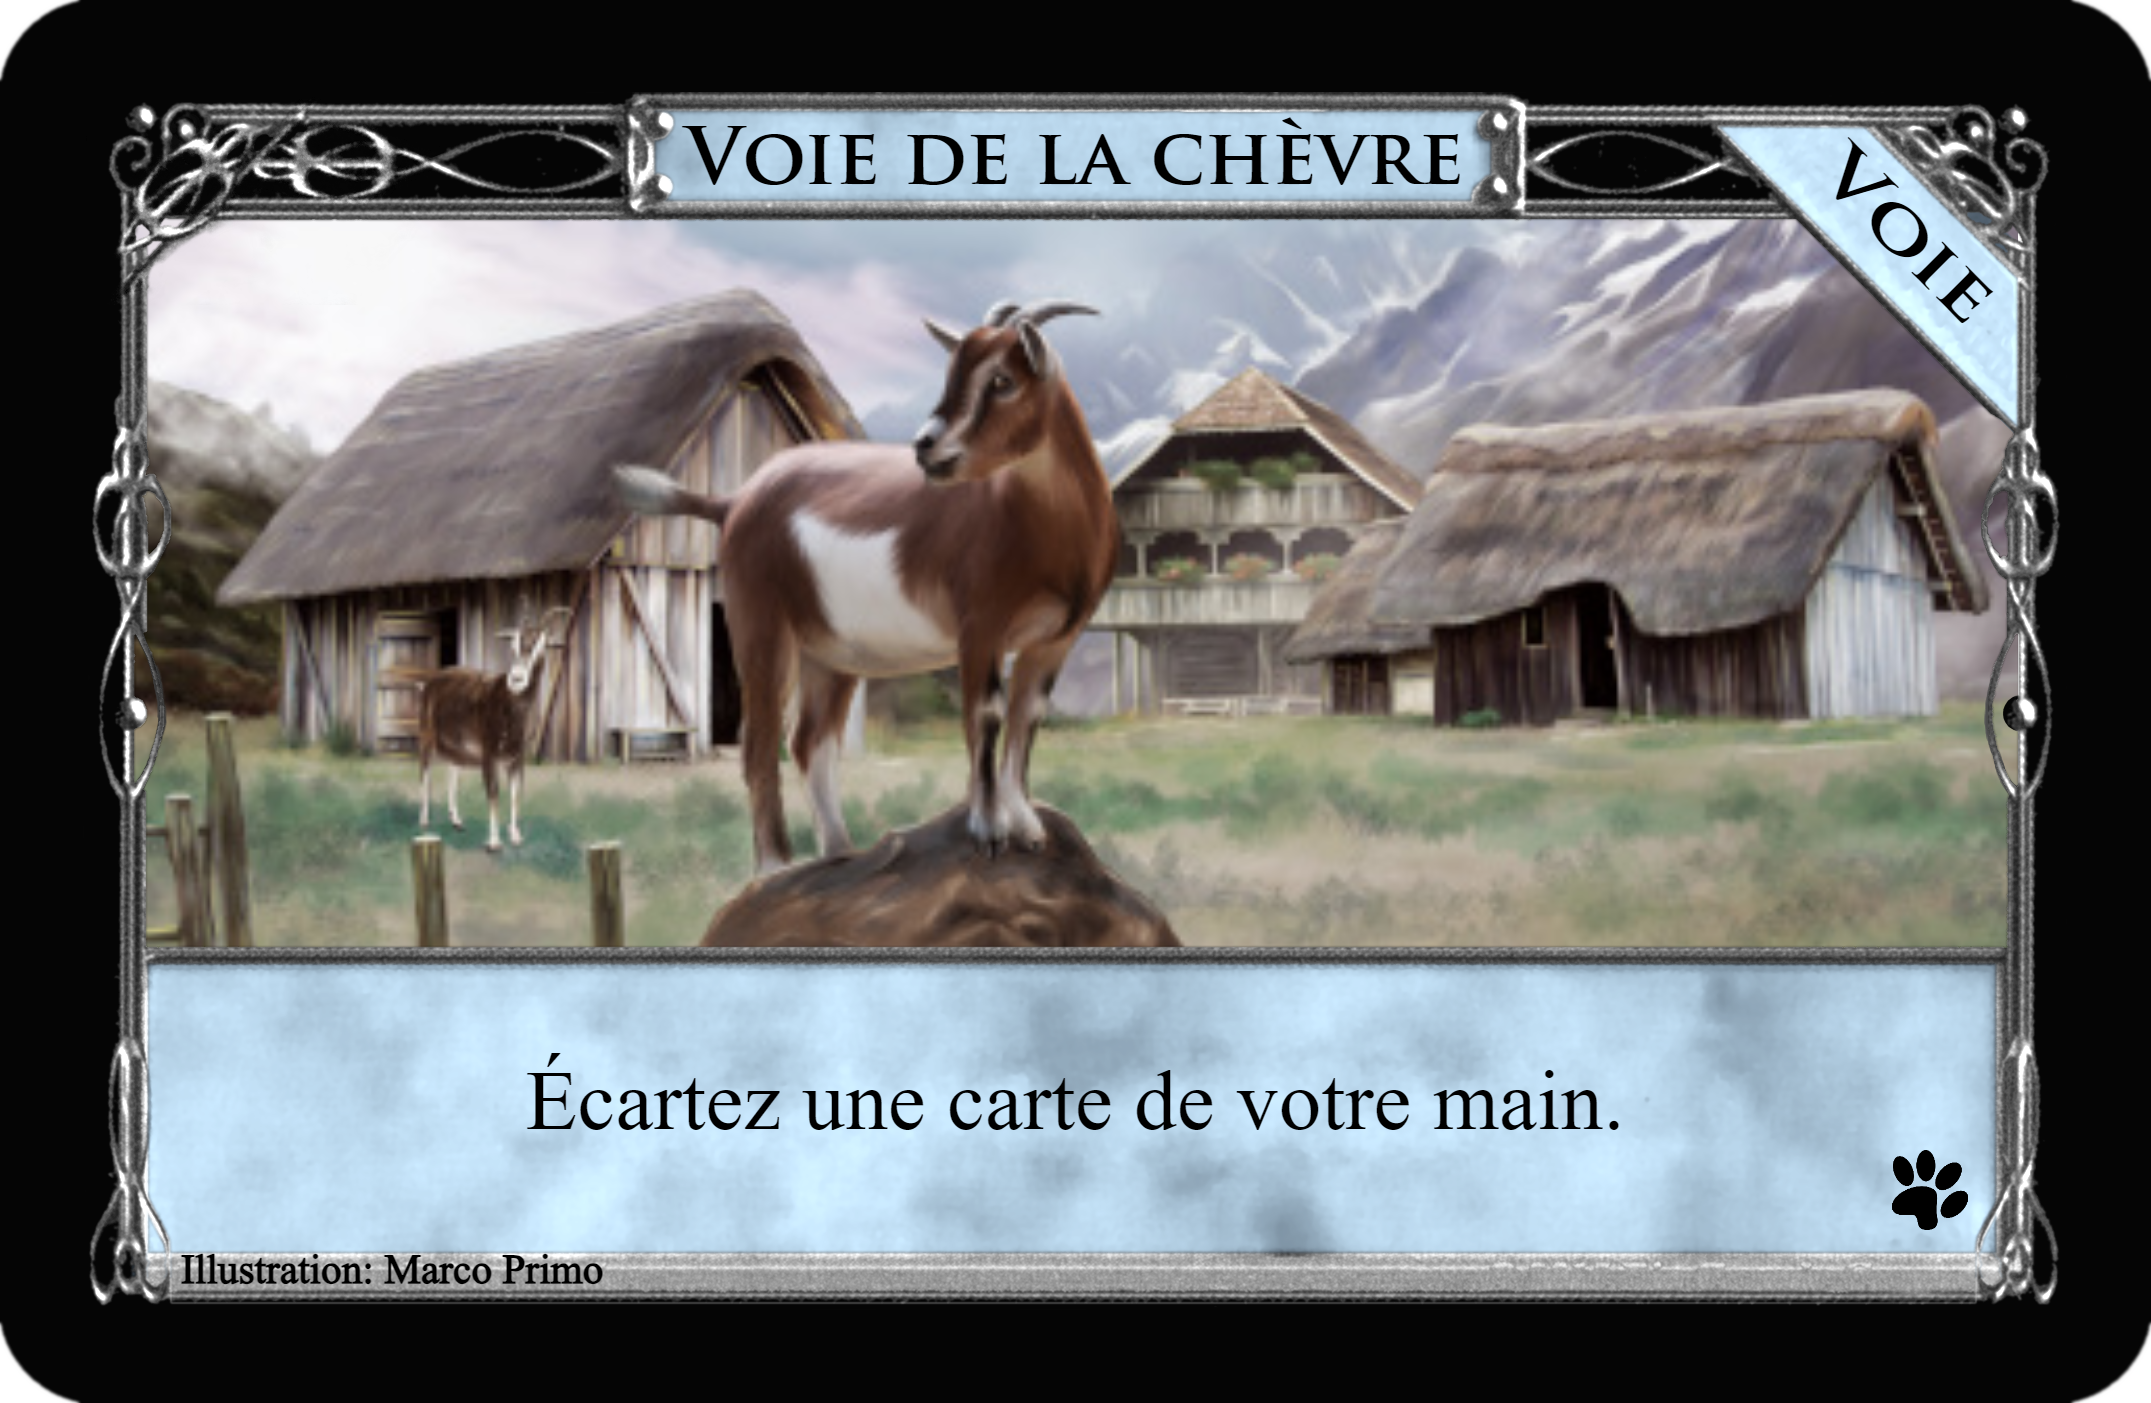 Voie de la chèvre
Voie
Écartez une carte de votre main.
Illustration: Marco Primo